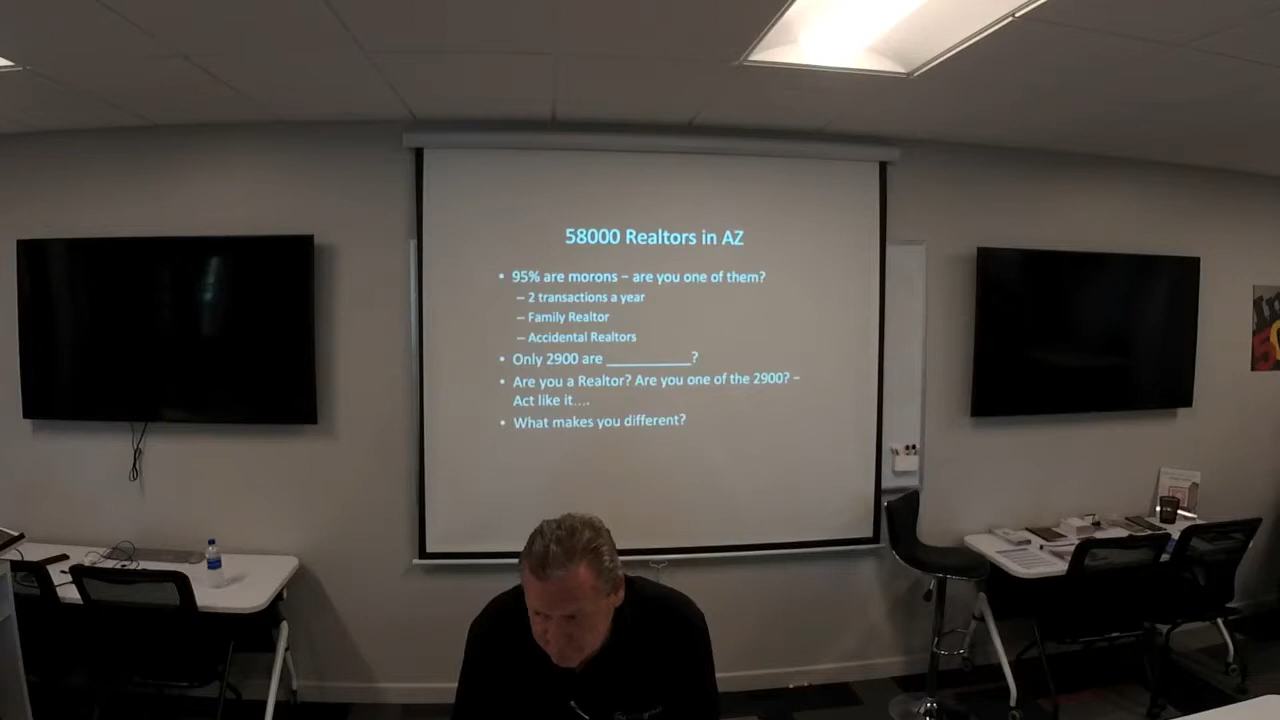 58000 Realtors in AZ
• 95% are morons – are you one of them?
– 2 transactions a year
– Family Realtor
– Accidental Realtors
• Only 2900 are __________?
• Are you a Realtor? Are you one of the 2900? –
Act like it....
• What makes you different?